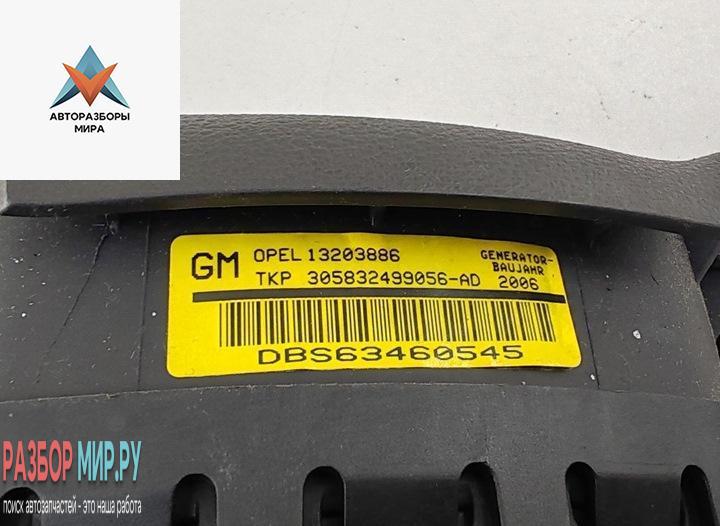 АВТОРАЗБОРЫ
МИРА
GM OPEL 13203886 GENERATOR-
BAUJAHR
TKP 305832499056-AD 2006
DBS63460545
РАЗБОР МИР.РУ
поиск автозапчастей - это наша работа